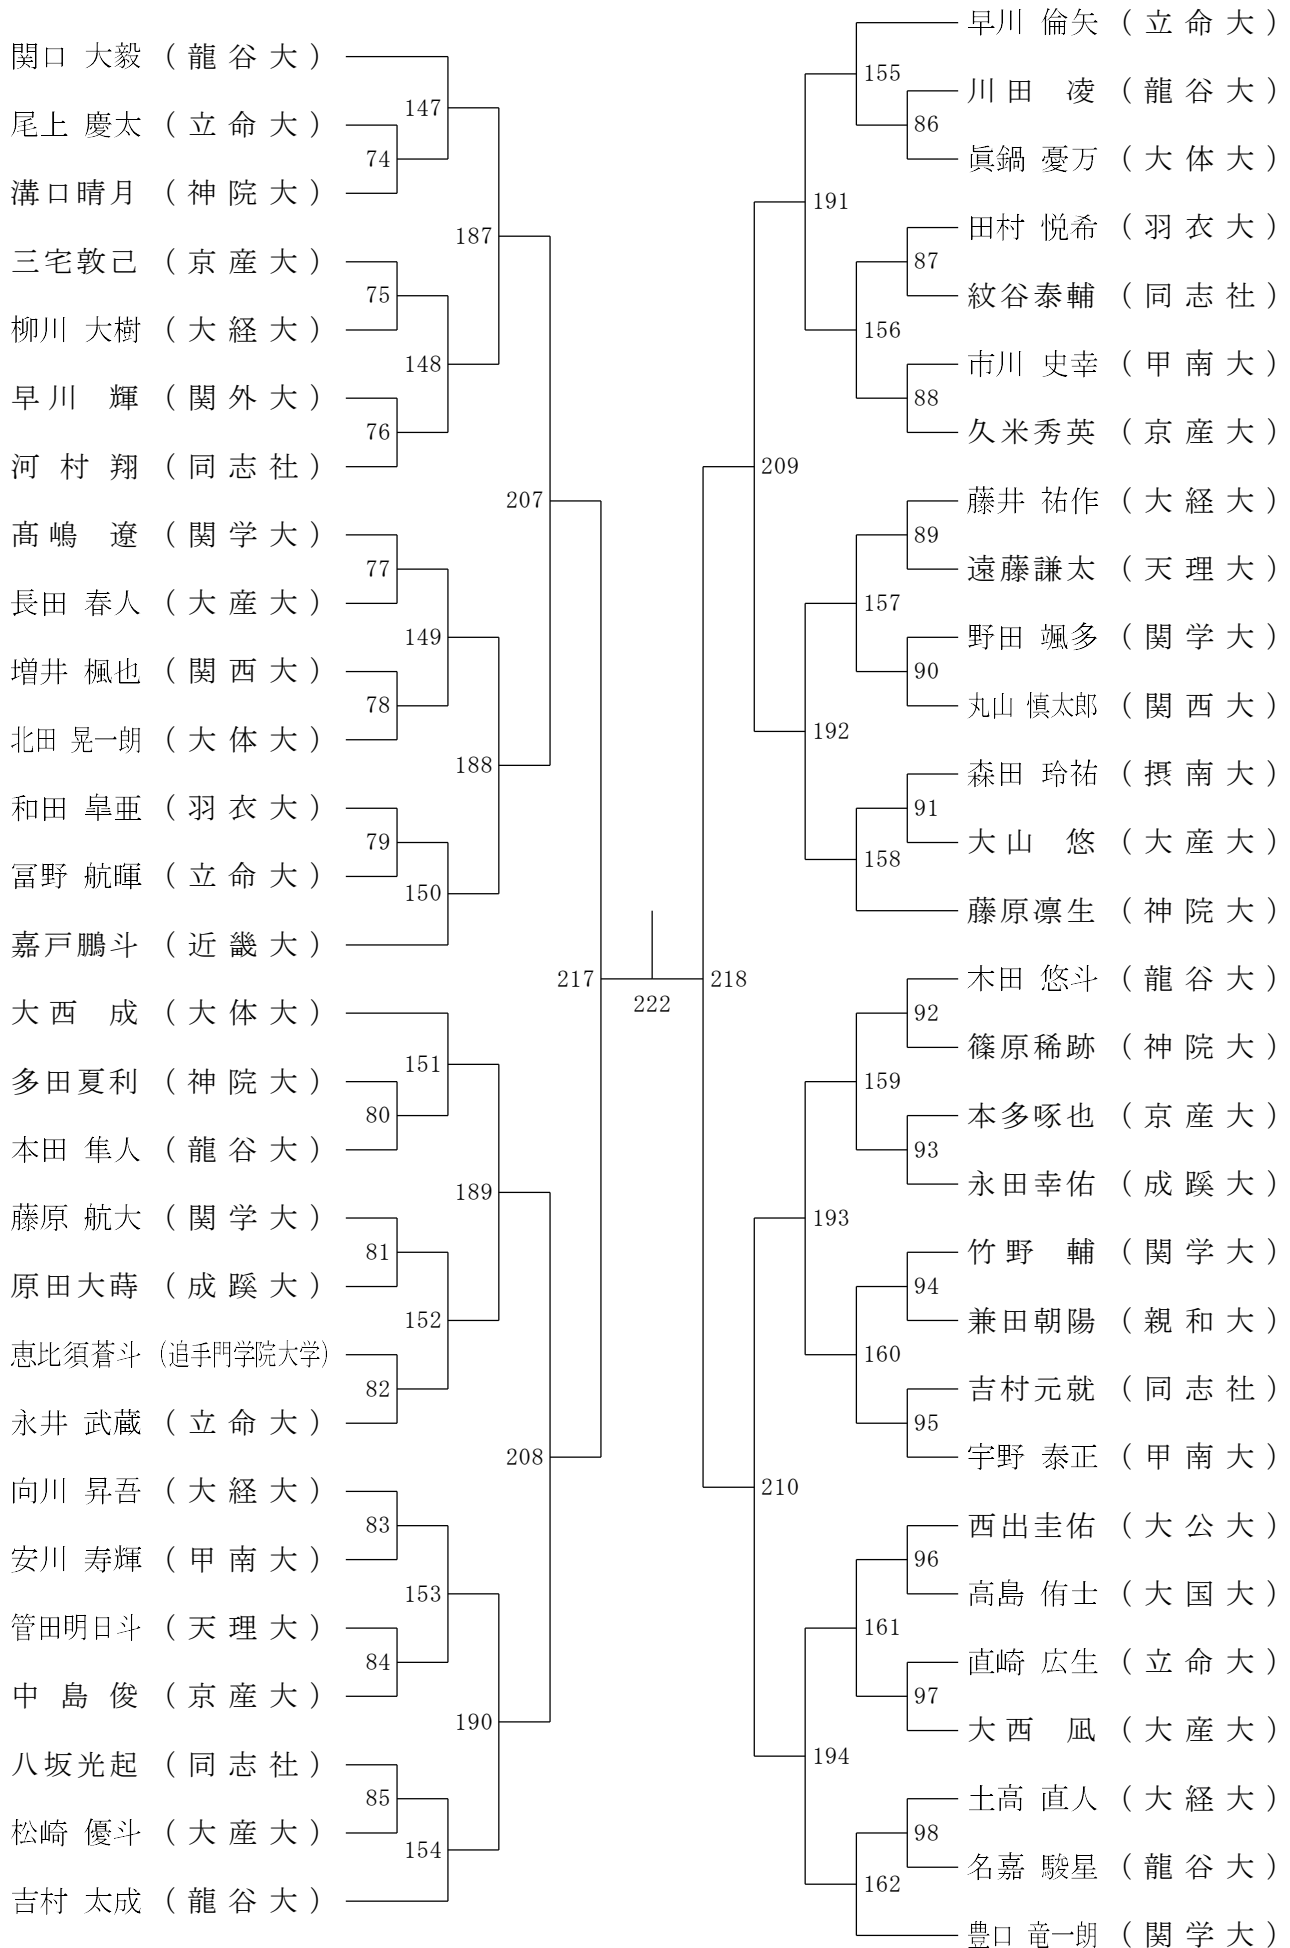 関口 大毅 （ 龍 谷 大 ）
147
尾上 慶太 （ 立 命 大 ）
74
溝口晴月 （ 神 院 大 ）
187
三宅敦己 （ 京 産 大 ）
75
柳川 大樹 （ 大 経 大 ）
148
早川　輝 （ 関 外 大 ）
76
河 村 翔 （ 同 志 社 ）
207
髙嶋　遼 （ 関 学 大 ）
77
長田 春人 （ 大 産 大 ）
149
増井 楓也 （ 関 西 大 ）
78
北田 晃一朗 （ 大 体 大 ）
188
和田 皐亜 （ 羽 衣 大 ）
79
冨野 航暉 （ 立 命 大 ）
150
嘉戸鵬斗 （ 近 畿 大 ）
217
大西　成 （ 大 体 大 ）
151
多田夏利 （ 神 院 大 ）
80
本田 隼人 （ 龍 谷 大 ）
189
藤原 航大 （ 関 学 大 ）
81
原田大蒔 （ 成 蹊 大 ）
152
恵比須蒼斗 （追手門学院大学）
82
永井 武蔵 （ 立 命 大 ）
208
向川 昇吾 （ 大 経 大 ）
83
安川 寿輝 （ 甲 南 大 ）
153
管田明日斗 （ 天 理 大 ）
84
中 島 俊 （ 京 産 大 ）
190
八坂光起 （ 同 志 社 ）
85
松崎 優斗 （ 大 産 大 ）
154
吉村 太成 （ 龍 谷 大 ）
222
早川 倫矢 （ 立 命 大 ）
155
川田　凌 （ 龍 谷 大 ）
86
眞鍋 憂万 （ 大 体 大 ）
191
田村 悦希 （ 羽 衣 大 ）
87
紋谷泰輔 （ 同 志 社 ）
156
市川 史幸 （ 甲 南 大 ）
88
久米秀英 （ 京 産 大 ）
209
藤井 祐作 （ 大 経 大 ）
89
遠藤謙太 （ 天 理 大 ）
157
野田 颯多 （ 関 学 大 ）
90
丸山 慎太郎 （ 関 西 大 ）
192
森田 玲祐 （ 摂 南 大 ）
91
大山　悠 （ 大 産 大 ）
158
藤原凛生 （ 神 院 大 ）
218
木田 悠斗 （ 龍 谷 大 ）
92
篠原稀跡 （ 神 院 大 ）
159
本多啄也 （ 京 産 大 ）
93
永田幸佑 （ 成 蹊 大 ）
193
竹野　輔 （ 関 学 大 ）
94
兼田朝陽 （ 親 和 大 ）
160
吉村元就 （ 同 志 社 ）
95
宇野 泰正 （ 甲 南 大 ）
210
西出圭佑 （ 大 公 大 ）
96
高島 侑士 （ 大 国 大 ）
161
直崎 広生 （ 立 命 大 ）
97
大西　凪 （ 大 産 大 ）
194
土高 直人 （ 大 経 大 ）
98
名嘉 駿星 （ 龍 谷 大 ）
162
豊口 竜一朗 （ 関 学 大 ）